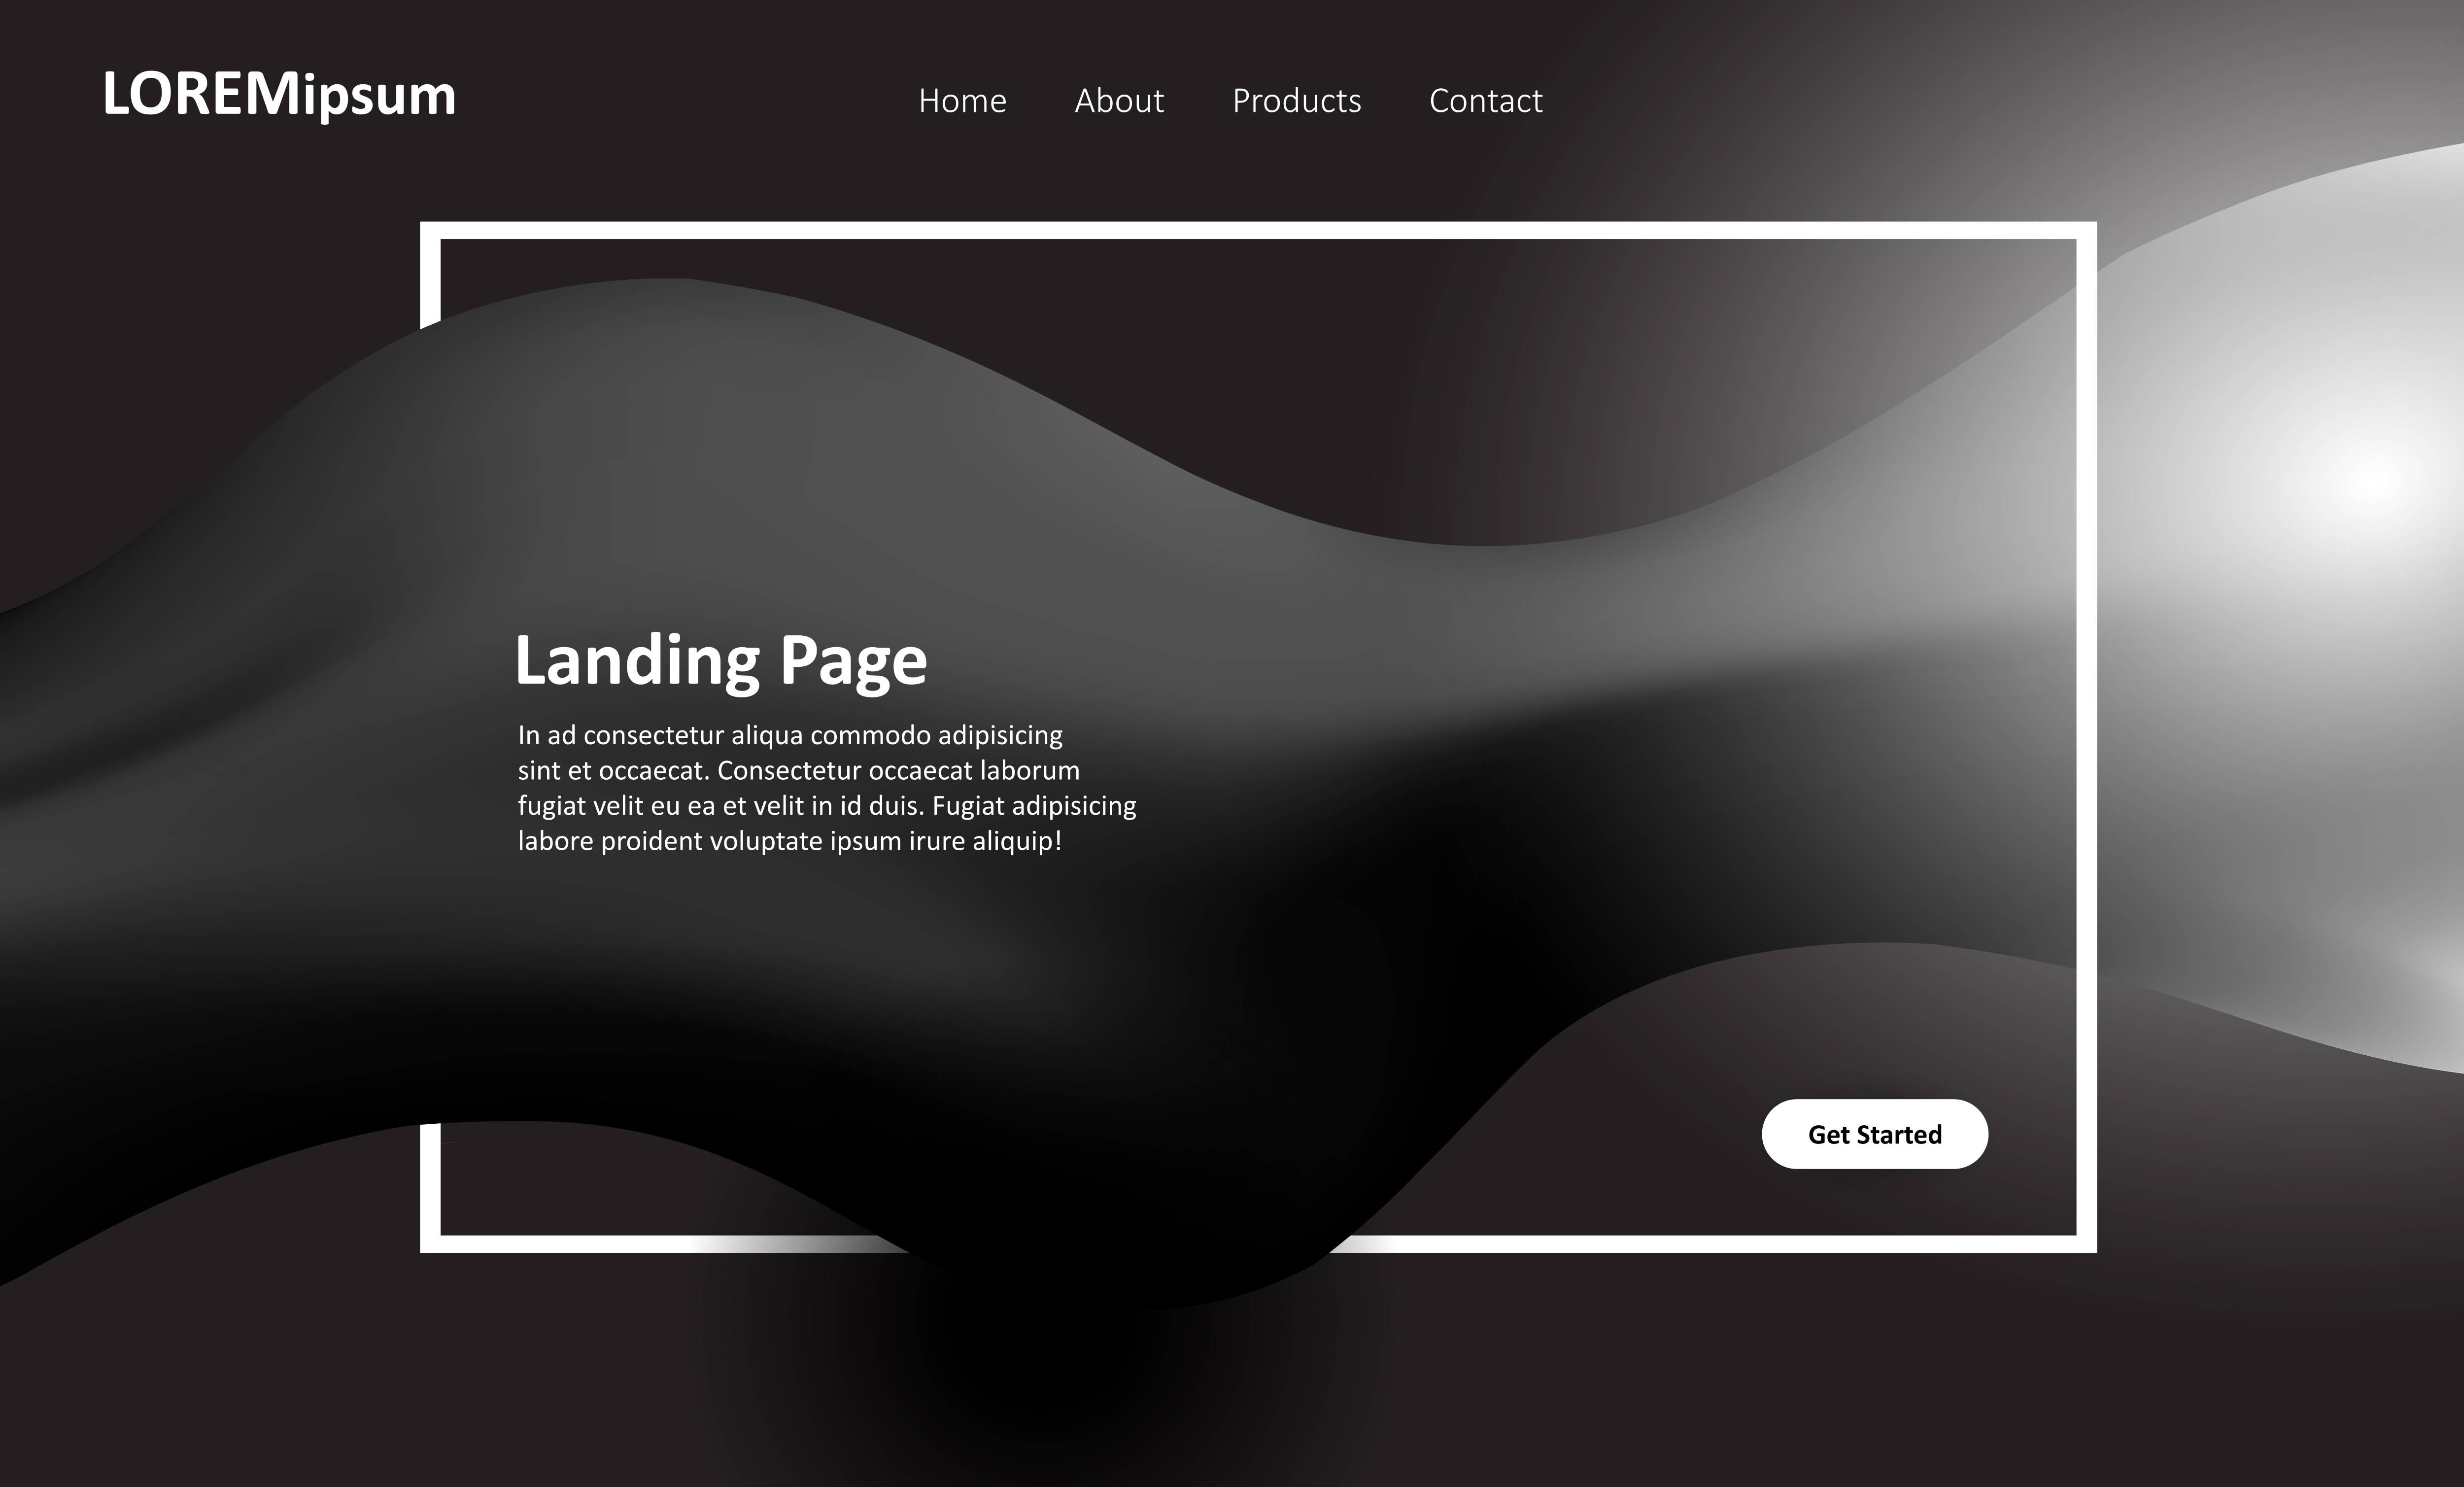 LOREMipsum
Home About Products Contact
Landing Page
In ad consectetur aliqua commodo adipisicing
sint et occaecat. Consectetur occaecat laborum
fugiat velit eu ea et velit in id duis. Fugiat adipisicing
labore proident voluptate ipsum irure aliquip!
Get Started